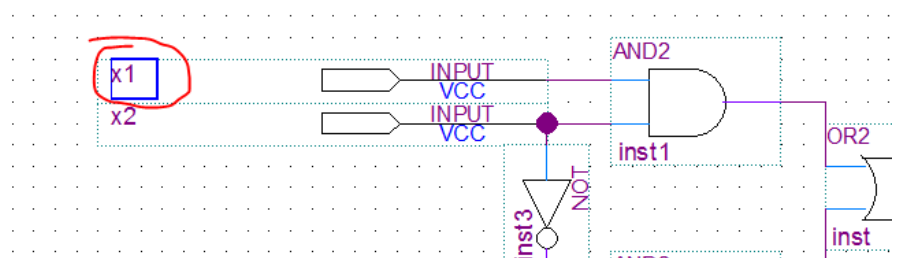 AND2
x1
INPUT
VCC
x2
INPUT
VCC
OR2
inst1
NOT
inst3
inst